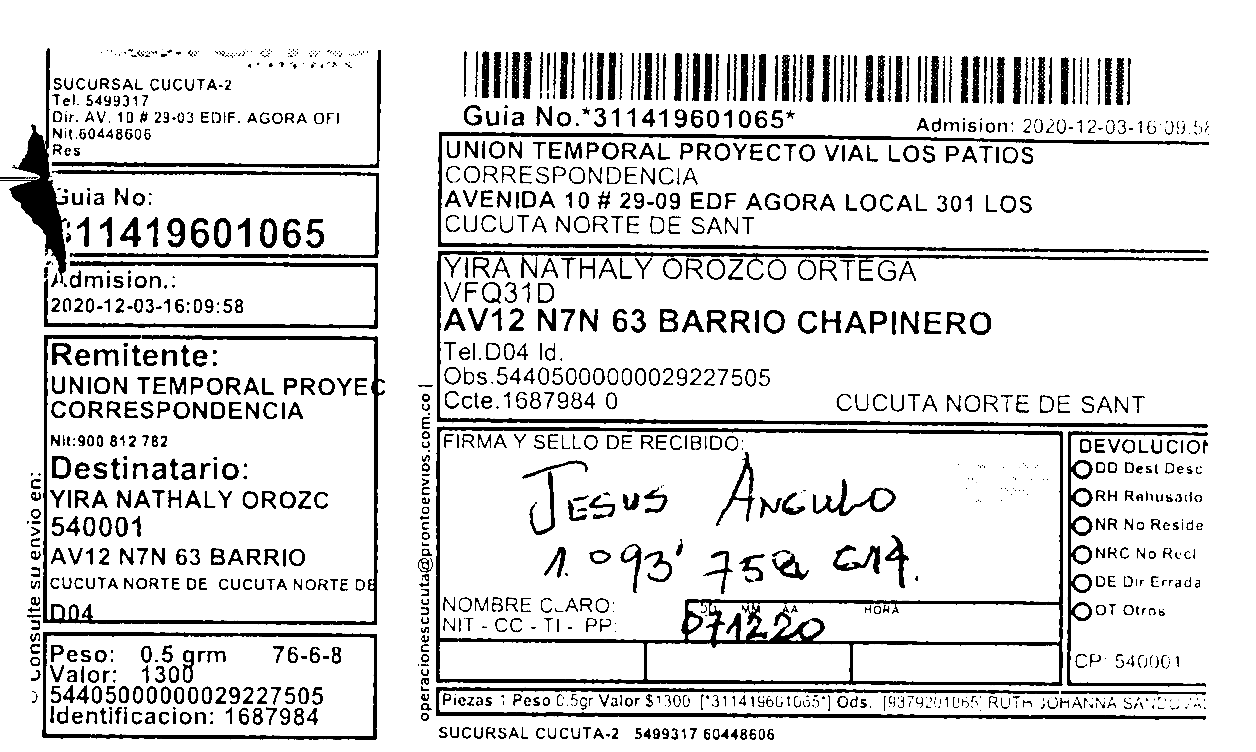 SUCURSAL CUCUTA-2
Tel. 5499317
Dir. AV. 10 # 29-03 EDIF. AGORA OFI
Nit.60448606
Res
Guia No:
311419601065
Admision.:
2020-12-03-16:09:58
Remitente:
UNION TEMPORAL PROYEC
CORRESPONDENCIA
Nit:900 812 782
Destinatario:
YIRA NATHALY OROZC
540001
AV12 N7N 63 BARRIO
CUCUTA NORTE DE CUCUTA NORTE DE
D04
Peso: 0.5 grm 76-6-8
Valor: 1300
54405000000029227505
Identificacion: 1687984
consulte su envio en:
Guia No.*311419601065*
Admision: 2020-12-03-16:09:58
UNION TEMPORAL PROYECTO VIAL LOS PATIOS
CORRESPONDENCIA
AVENIDA 10 # 29-09 EDF AGORA LOCAL 301 LOS
CUCUTA NORTE DE SANT
YIRA NATHALY OROZCO ORTEGA
VFQ31D
AV12 N7N 63 BARRIO CHAPINERO
Tel.D04 Id.
Obs.54405000000029227505
Ccte.1687984 0 CUCUTA NORTE DE SANT
operacionescucuta@prontoenvios.com.co |
FIRMA Y SELLO DE RECIBIDO:
JESUS ANGULO
1.093'758 614.
NOMBRE CLARO:
NIT - CC - TI - PP:
DD MM AA HORA
071220
DEVOLUCION
DD Dest Desc
RH Rehusado
NR No Reside
NRC No Recl
DE Dir Errada
OT Otros
CP: 540001
Piezas 1 Peso 0.5gr Valor $1300 [*311419601065*] Ods. [9379201065] RUTH JOHANNA
SUCURSAL CUCUTA-2 5499317 60448606